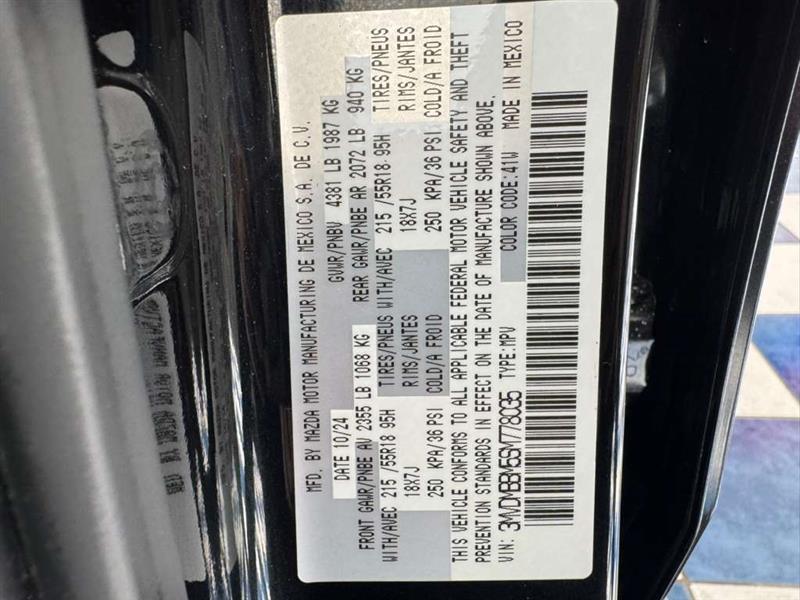 MFD. BY MAZDA MOTOR MANUFACTURING DE MEXICO S.A. DE C.V.
DATE 10/24 GVWR/PNBV 4381 LB 1987 KG
FRONT GAWR/PNBE AV 2355 LB 1068 KG REAR GAWR/PNBE AR 2072 LB 940 KG
WITH/AVEC 215 /55R18 95H TIRES/PNEUS WITH/AVEC 215 /55R18 95H TIRES/PNEUS
18X7J RIMS/JANTES 18X7J RIMS/JANTES
250 KPA/36 PSI COLD/A FROID 250 KPA/36 PSI COLD/A FROID
THIS VEHICLE CONFORMS TO ALL APPLICABLE FEDERAL MOTOR VEHICLE SAFETY AND THEFT
PREVENTION STANDARDS IN EFFECT ON THE DATE OF MANUFACTURE SHOWN ABOVE.
VIN: 3MVDMBBM5SM778035 TYPE:MPV COLOR CODE:41W MADE IN MEXICO